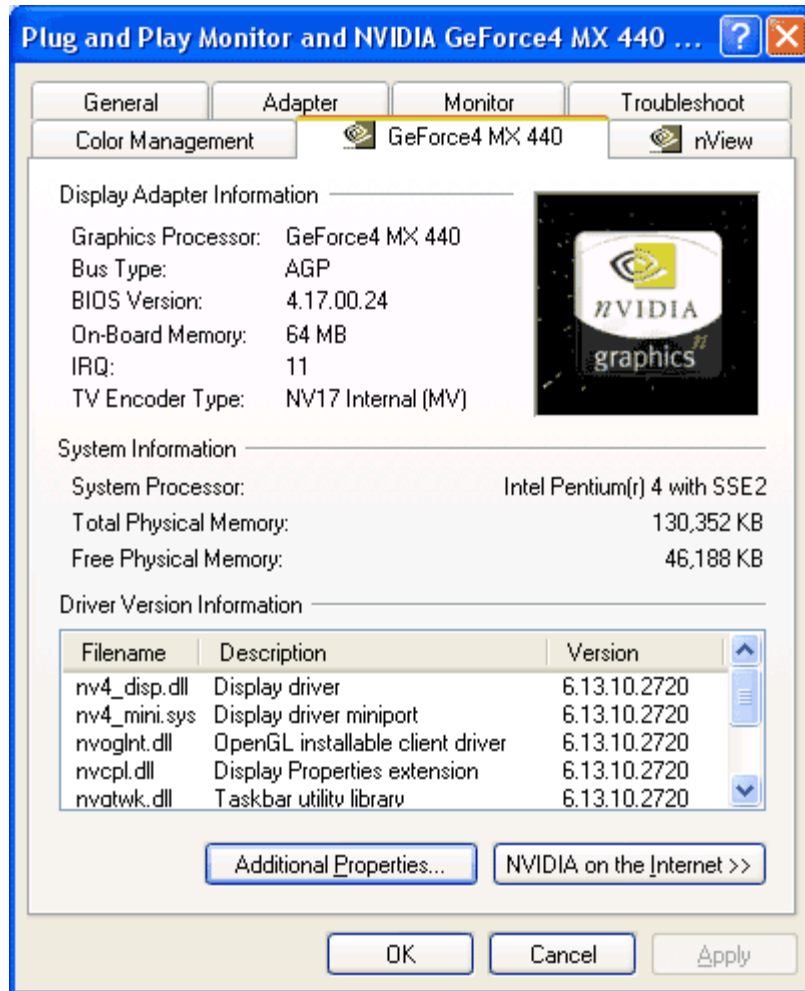 Plug and Play Monitor and NVIDIA GeForce4 MX 440 ...
General Adapter Monitor Troubleshoot
Color Management GeForce4 MX 440 nView
Display Adapter Information
Graphics Processor: GeForce4 MX 440
Bus Type: AGP
BIOS Version: 4.17.00.24
On-Board Memory: 64 MB
IRQ: 11
TV Encoder Type: NV17 Internal (MV)
nVIDIA
graphics n
System Information
System Processor: Intel Pentium(r) 4 with SSE2
Total Physical Memory: 130,352 KB
Free Physical Memory: 46,188 KB
Driver Version Information
Filename Description Version
nv4_disp.dll Display driver 6.13.10.2720
nv4_mini.sys Display driver miniport 6.13.10.2720
nvoglnt.dll OpenGL installable client driver 6.13.10.2720
nvcpl.dll Display Properties extension 6.13.10.2720
nvqtwk.dll Taskbar utility library 6.13.10.2720
Additional Properties... NVIDIA on the Internet >>
OK Cancel Apply